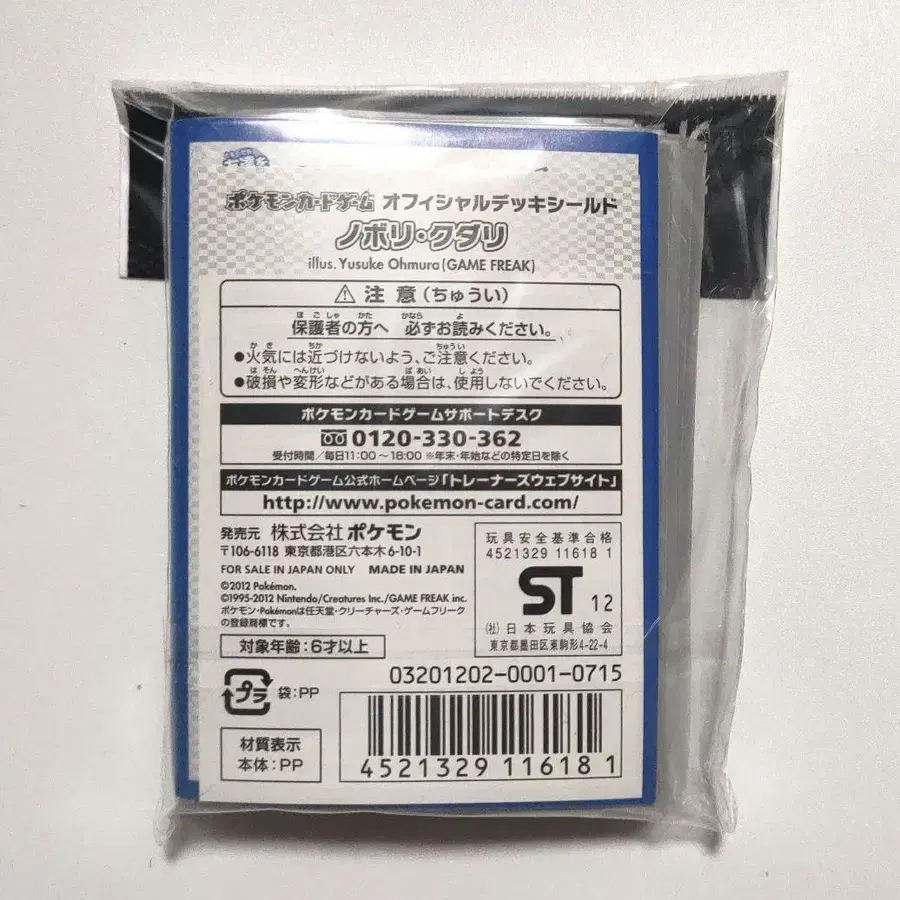 ポケモンカードゲーム オフィシャルデッキシールド
ノボリ・クダリ
illus. Yusuke Ohmura (GAME FREAK)
⚠ 注意(ちゅうい)
保護者の方へ 必ずお読みください。
●火気には近づけないよう、ご注意ください。
●破損や変形などがある場合は、使用しないでください。
ポケモンカードゲームサポートデスク
0120-330-362
受付時間/毎日11:00〜18:00 ※年末・年始などの特定日を除く
ポケモンカードゲーム公式ホームページ「トレーナーズウェブサイト」
http://www.pokemon-card.com/
発売元 株式会社ポケモン
〒106-6118 東京都港区六本木6-10-1
FOR SALE IN JAPAN ONLY MADE IN JAPAN
©2012 Pokémon.
©1995-2012 Nintendo/Creatures Inc./GAME FREAK inc.
ポケモン・Pokémonは任天堂・クリーチャーズ・ゲームフリーク
の登録商標です。
対象年齢:6才以上
玩具安全基準合格
4521329 11618 1
ST 12
(社)日本玩具協会
東京都墨田区東駒形4-22-4
03201202-0001-0715
プラ 袋:PP
材質表示
本体:PP
4521329 116181